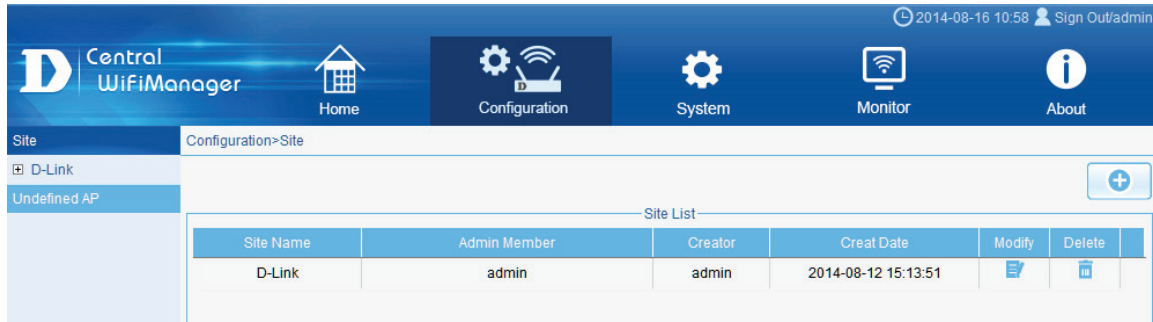 2014-08-16 10:58 Sign Out/admin
D Central WiFiManager
Home Configuration System Monitor About
D
Site
Configuration>Site
D-Link
Undefined AP
Site List
Site Name Admin Member Creator Creat Date Modify Delete
D-Link admin admin 2014-08-12 15:13:51